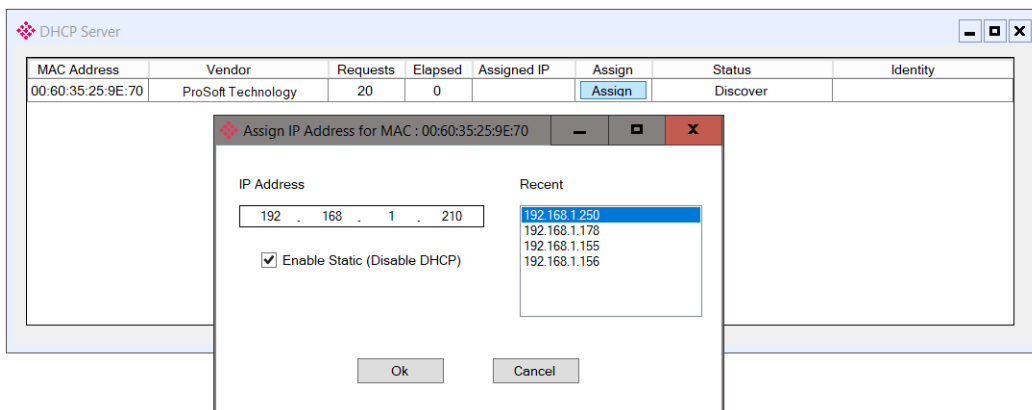 DHCP Server
MAC Address Vendor Requests Elapsed Assigned IP Assign Status Identity
00:60:35:25:9E:70 ProSoft Technology 20 0 Assign Discover
Assign IP Address for MAC : 00:60:35:25:9E:70
IP Address Recent
192 . 168 . 1 . 210
192.168.1.250
192.168.1.178
192.168.1.155
192.168.1.156
Enable Static (Disable DHCP)
Ok Cancel